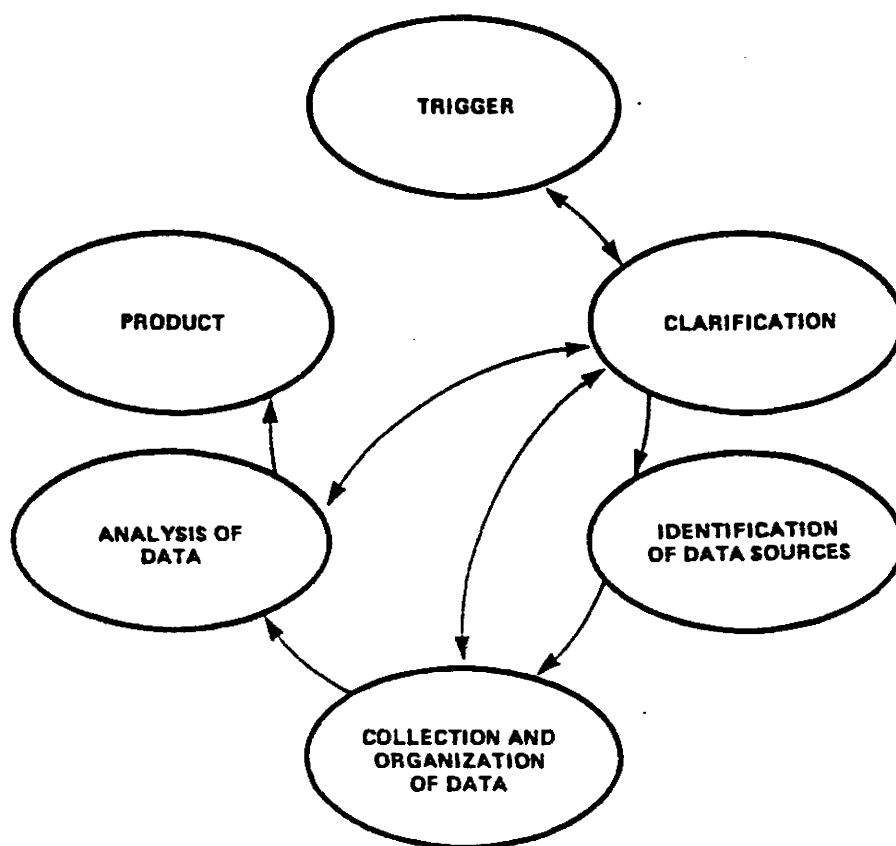 TRIGGER
PRODUCT
CLARIFICATION
ANALYSIS OF
DATA
IDENTIFICATION
OF DATA SOURCES
COLLECTION AND
ORGANIZATION
OF DATA